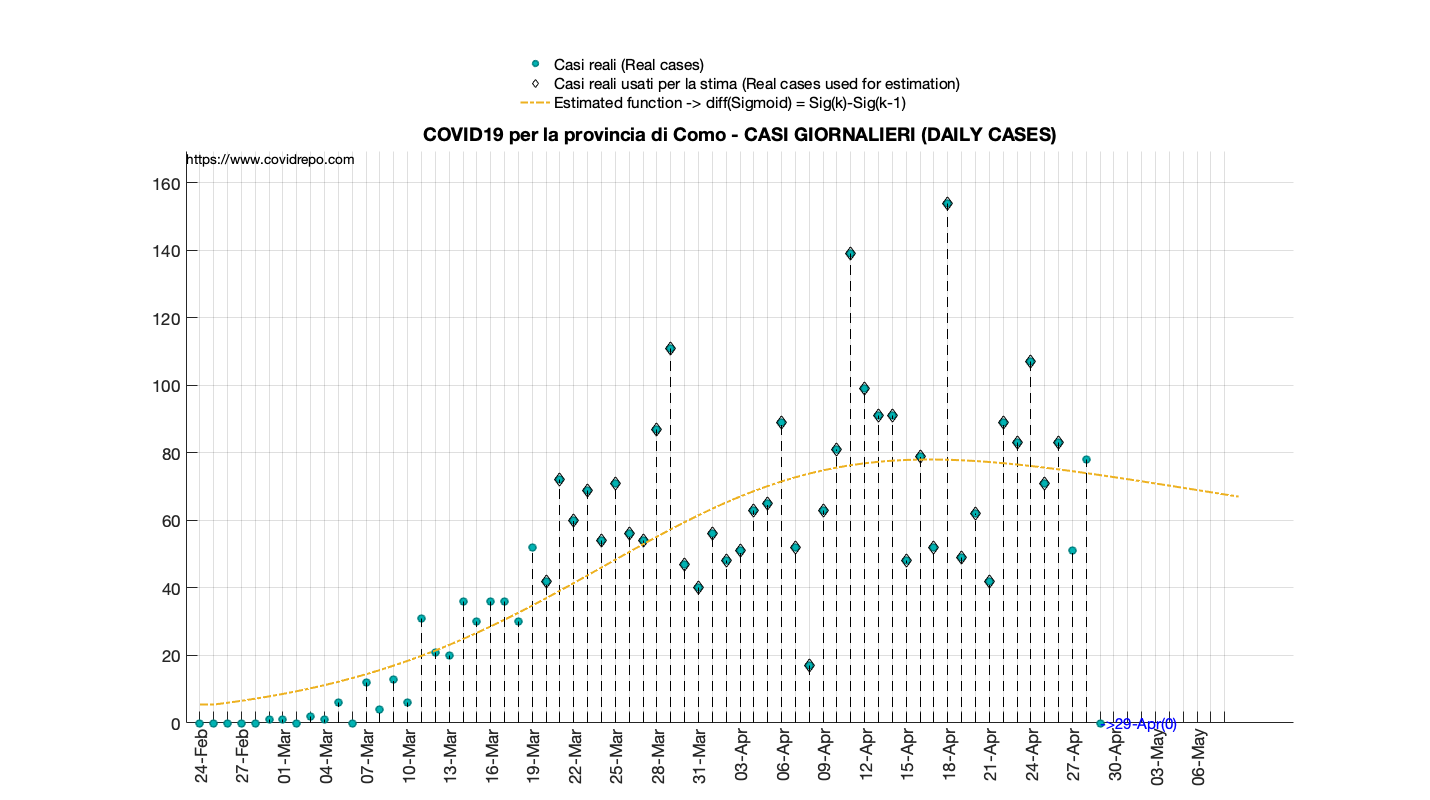 Casi reali (Real cases)
Casi reali usati per la stima (Real cases used for estimation)
Estimated function -> diff(Sigmoid) = Sig(k)-Sig(k-1)
COVID19 per la provincia di Como - CASI GIORNALIERI (DAILY CASES)
https://www.covidrepo.com
160
140
120
100
80
60
40
20
0
->29-Apr(0)
24-Feb
27-Feb
01-Mar
04-Mar
07-Mar
10-Mar
13-Mar
16-Mar
19-Mar
22-Mar
25-Mar
28-Mar
31-Mar
03-Apr
06-Apr
09-Apr
12-Apr
15-Apr
18-Apr
21-Apr
24-Apr
27-Apr
30-Apr
03-May
06-May